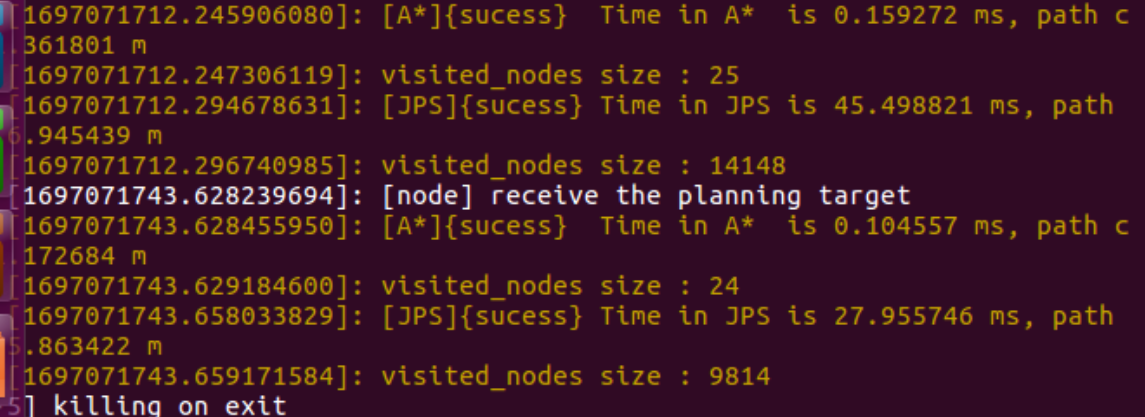 [1697071712.245906080]: [A*]{sucess}  Time in A*  is 0.159272 ms, path c
361801 m
[1697071712.247306119]: visited_nodes size : 25
[1697071712.294678631]: [JPS]{sucess} Time in JPS is 45.498821 ms, path
6.945439 m
[1697071712.296740985]: visited_nodes size : 14148
[1697071743.628239694]: [node] receive the planning target
[1697071743.628455950]: [A*]{sucess}  Time in A*  is 0.104557 ms, path c
172684 m
[1697071743.629184600]: visited_nodes size : 24
[1697071743.658033829]: [JPS]{sucess} Time in JPS is 27.955746 ms, path
5.863422 m
[1697071743.659171584]: visited_nodes size : 9814
5] killing on exit